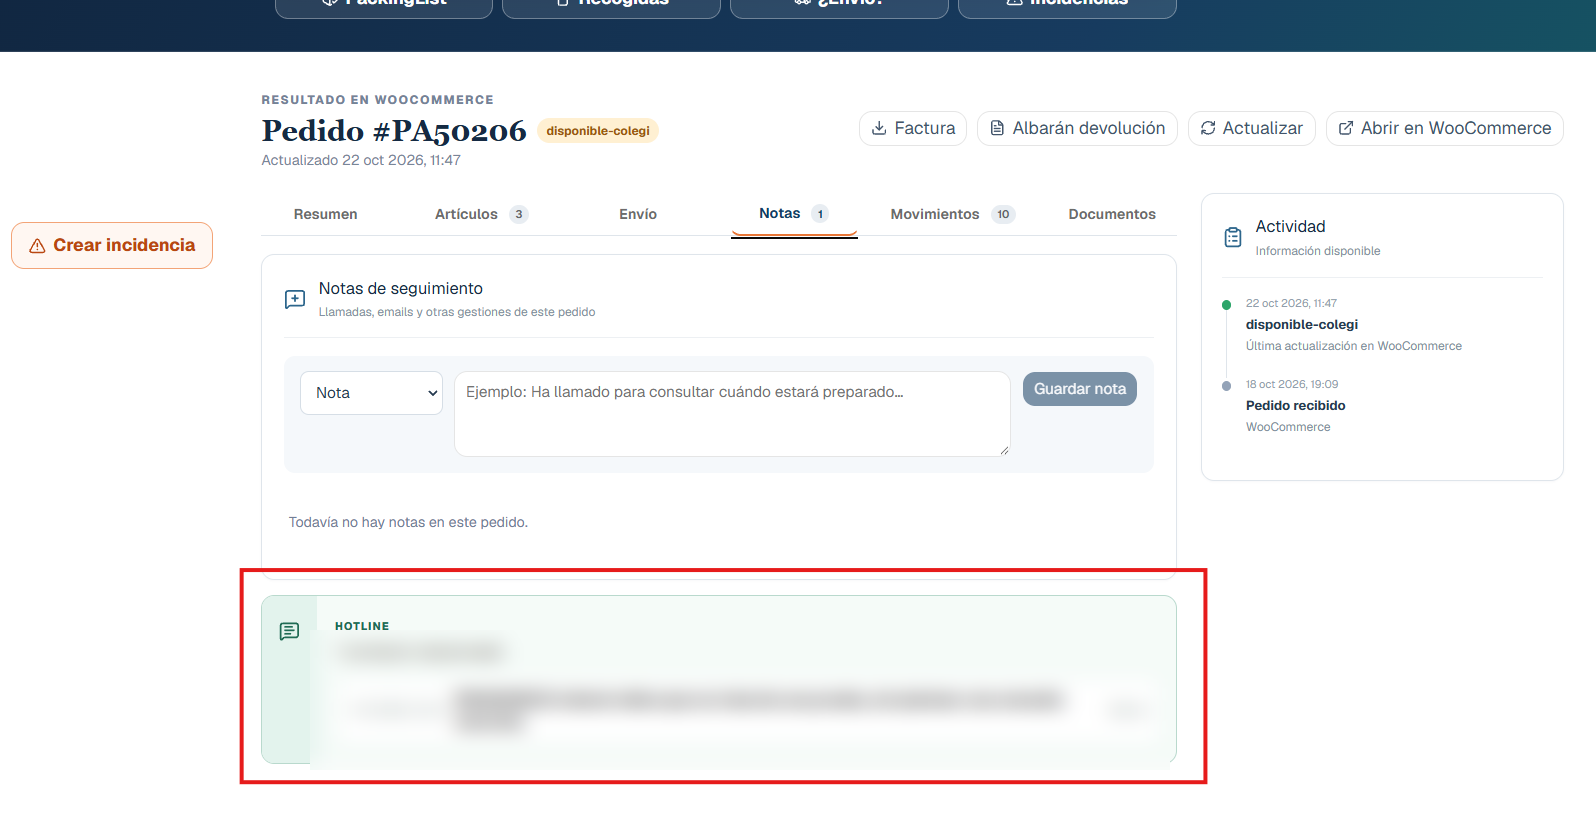 PackingList
Recogidas
¿Envío?
Incidencias
RESULTADO EN WOOCOMMERCE
Pedido #PA50206 disponible-colegi
Actualizado 22 oct 2026, 11:47
Factura
Albarán devolución
Actualizar
Abrir en WooCommerce
Crear incidencia
Resumen
Artículos 3
Envío
Notas 1
Movimientos 10
Documentos
Notas de seguimiento
Llamadas, emails y otras gestiones de este pedido
Nota
Ejemplo: Ha llamado para consultar cuándo estará preparado...
Guardar nota
Todavía no hay notas en este pedido.
HOTLINE
Actividad
Información disponible
22 oct 2026, 11:47
disponible-colegi
Última actualización en WooCommerce
18 oct 2026, 19:09
Pedido recibido
WooCommerce